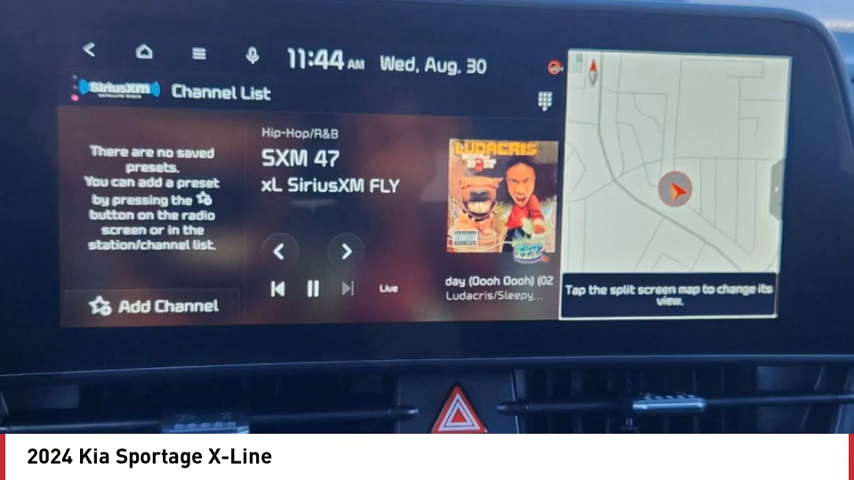 11:44 AM Wed, Aug. 30
SiriusXM
SATELLITE RADIO
Channel List
There are no saved
presets.
You can add a preset
by pressing the
button on the radio
screen or in the
station/channel list.
Add Channel
Hip-Hop/R&B
SXM 47
xL SiriusXM FLY
Live
LUDACRIS
day (Oooh Oooh) (02
Ludacris/Sleepy...
Tap the split screen map to change its
view.
2024 Kia Sportage X-Line